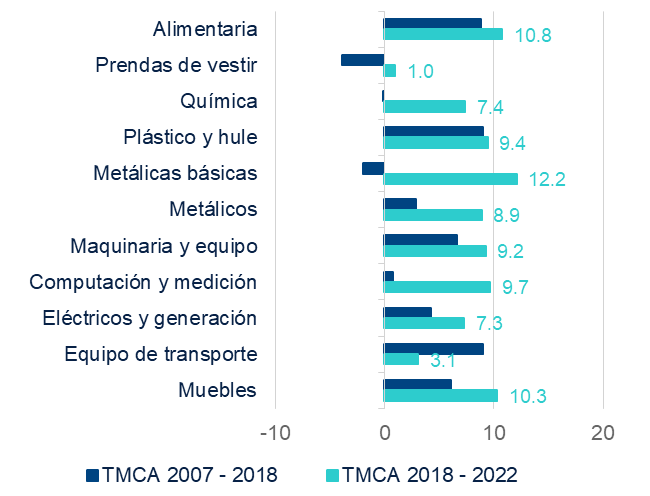 Alimentaria 10.8
Prendas de vestir 1.0
Química 7.4
Plástico y hule 9.4
Metálicas básicas 12.2
Metálicos 8.9
Maquinaria y equipo 9.2
Computación y medición 9.7
Eléctricos y generación 7.3
Equipo de transporte 3.1
Muebles 10.3
-10 0 10 20
TMCA 2007 - 2018 TMCA 2018 - 2022